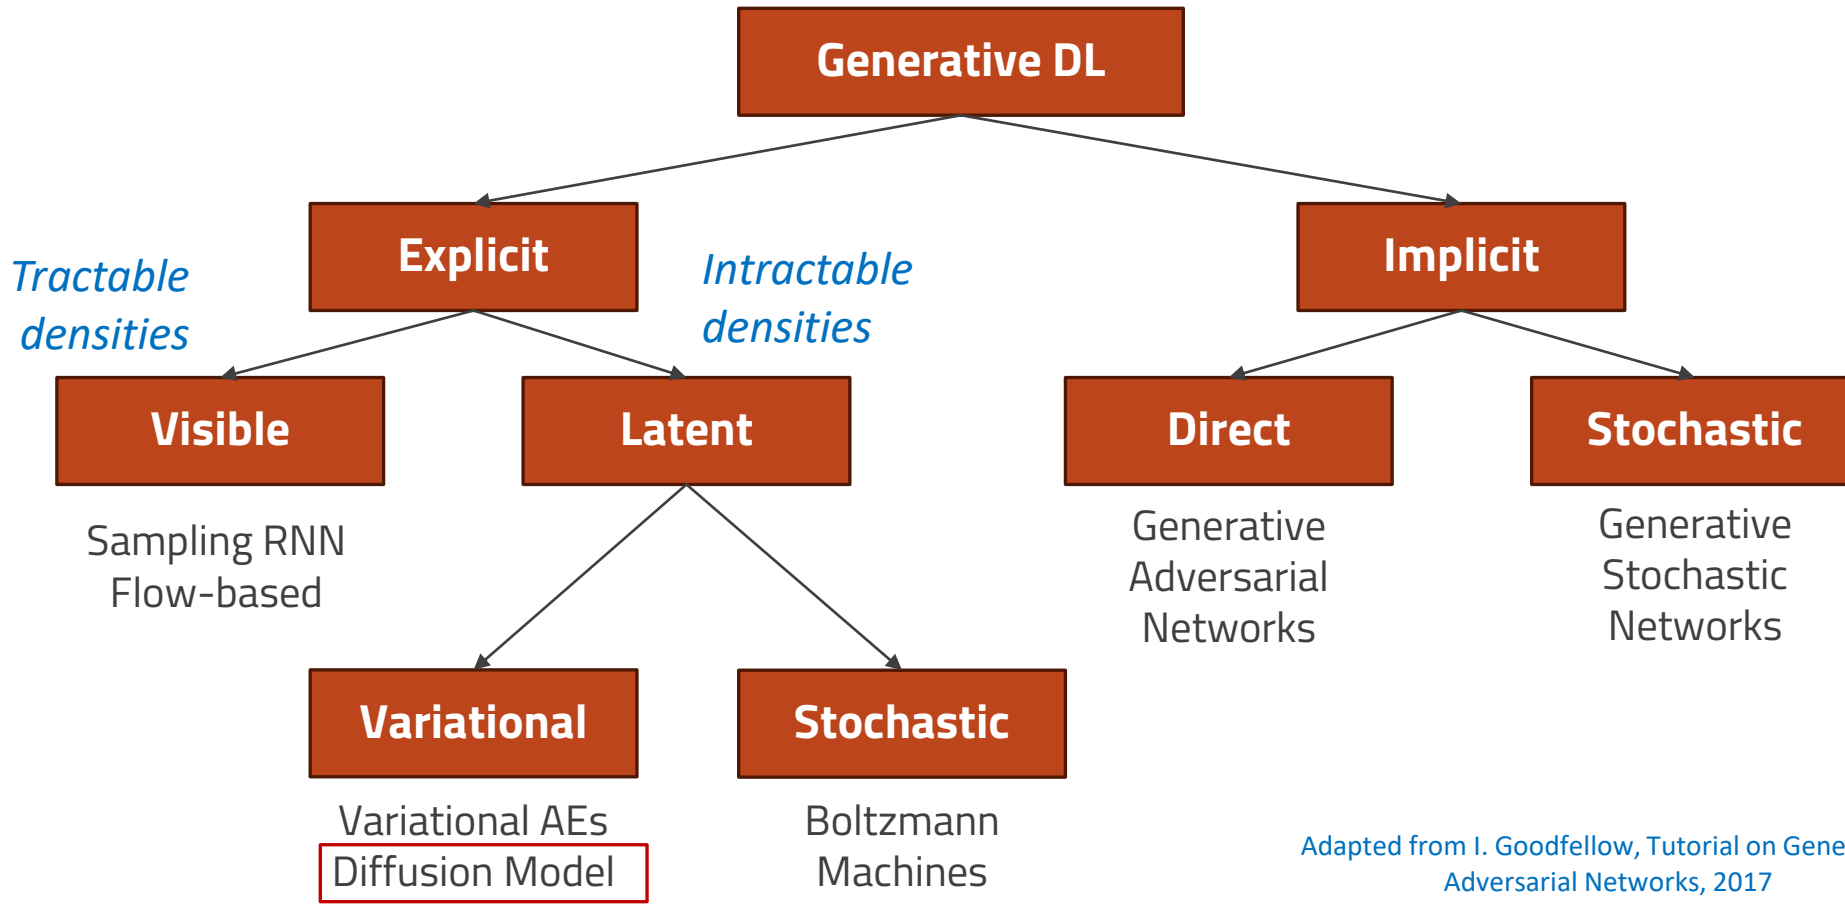 Generative DL
Explicit
Implicit
Tractable
densities
Intractable
densities
Visible
Latent
Direct
Stochastic
Sampling RNN
Flow-based
Generative
Adversarial
Networks
Generative
Stochastic
Networks
Variational
Stochastic
Variational AEs
Diffusion Model
Boltzmann
Machines
Adapted from I. Goodfellow, Tutorial on Gene
Adversarial Networks, 2017